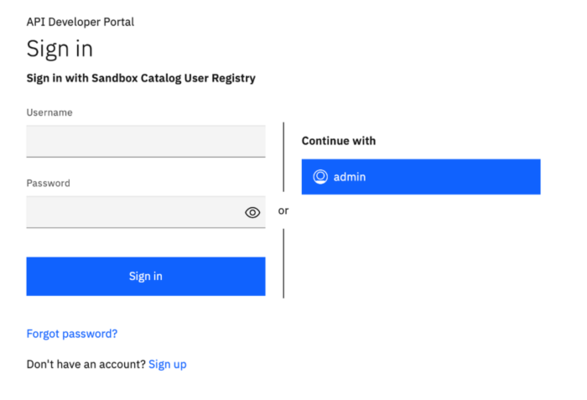 API Developer Portal
Sign in
Sign in with Sandbox Catalog User Registry
Username
Password
Sign in
or
Continue with
admin
Forgot password?
Don't have an account? Sign up